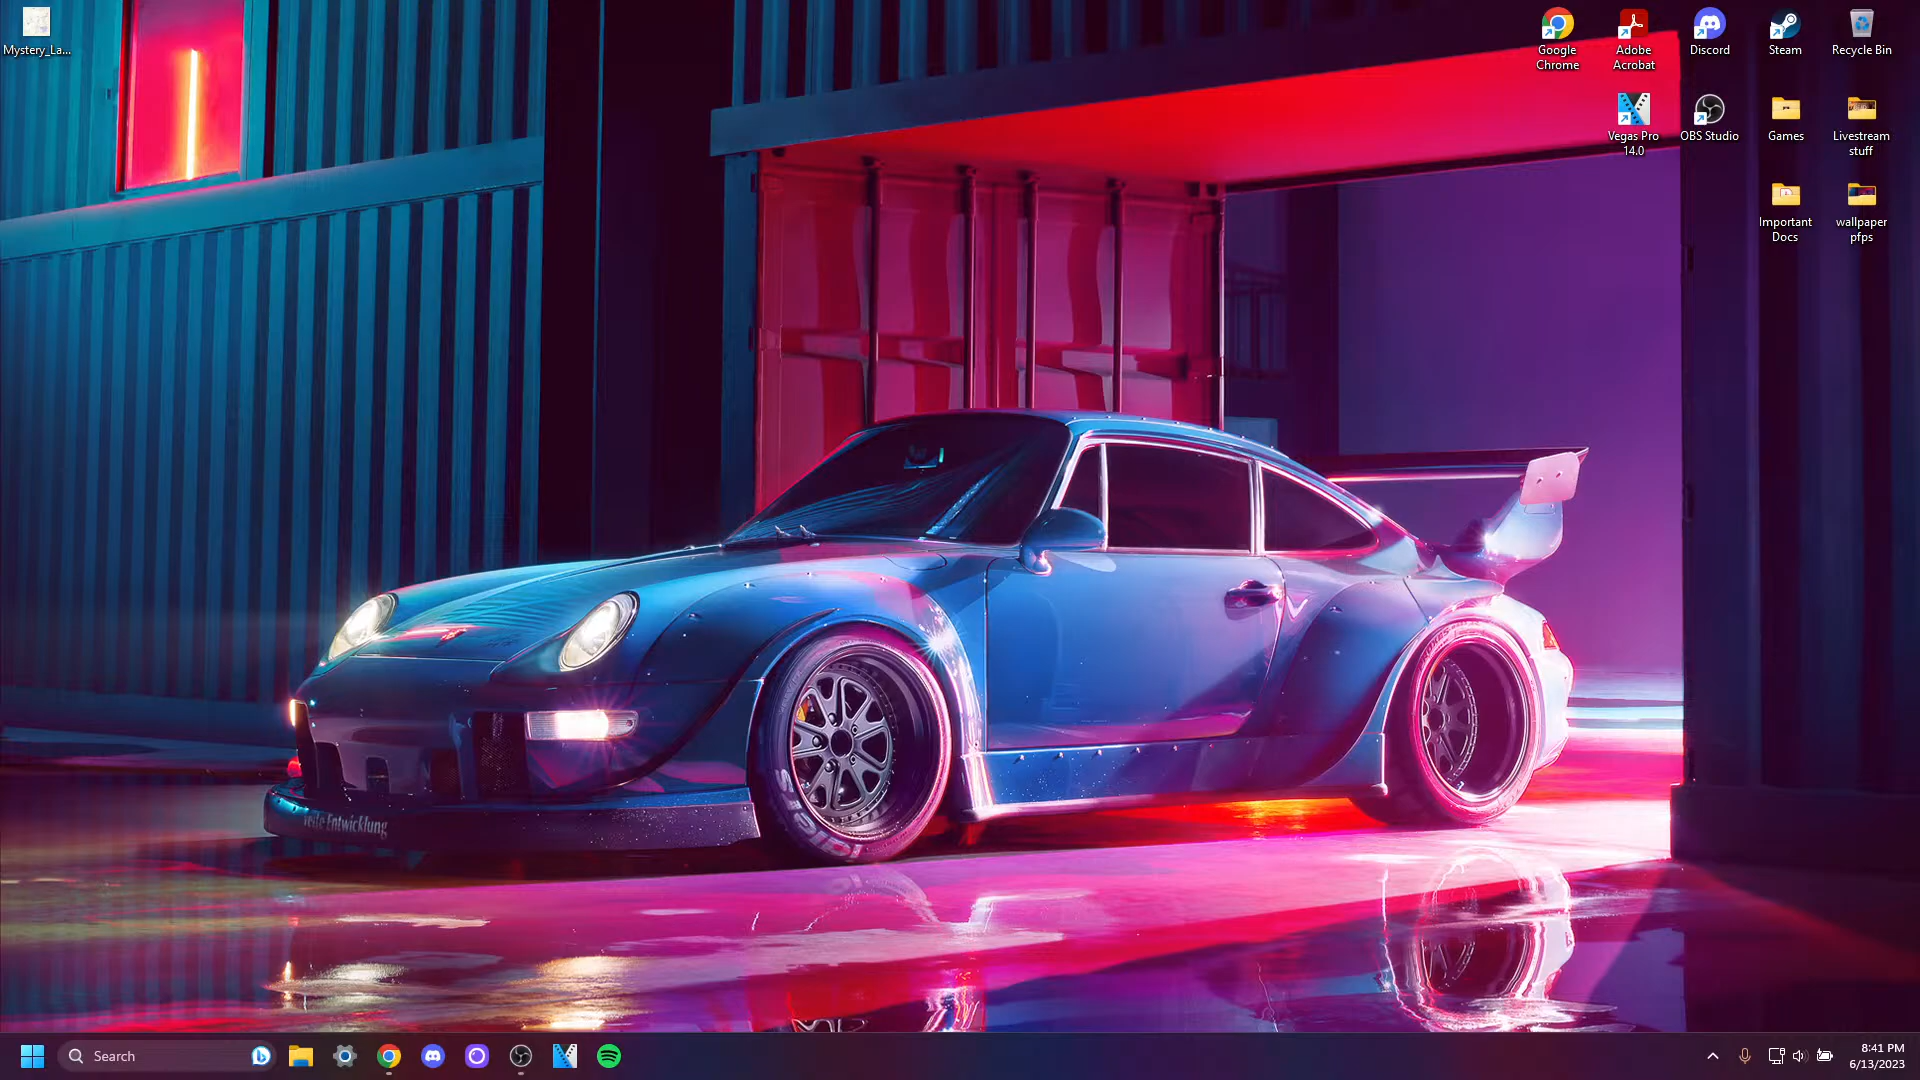 Mystery_La...
Google
Chrome
Adobe
Acrobat
Discord
Steam
Recycle Bin
Vegas Pro
14.0
OBS Studio
Games
Livestream
stuff
Important
Docs
wallpaper
pfps
Entwicklung
Search
8:41 PM
6/13/2023